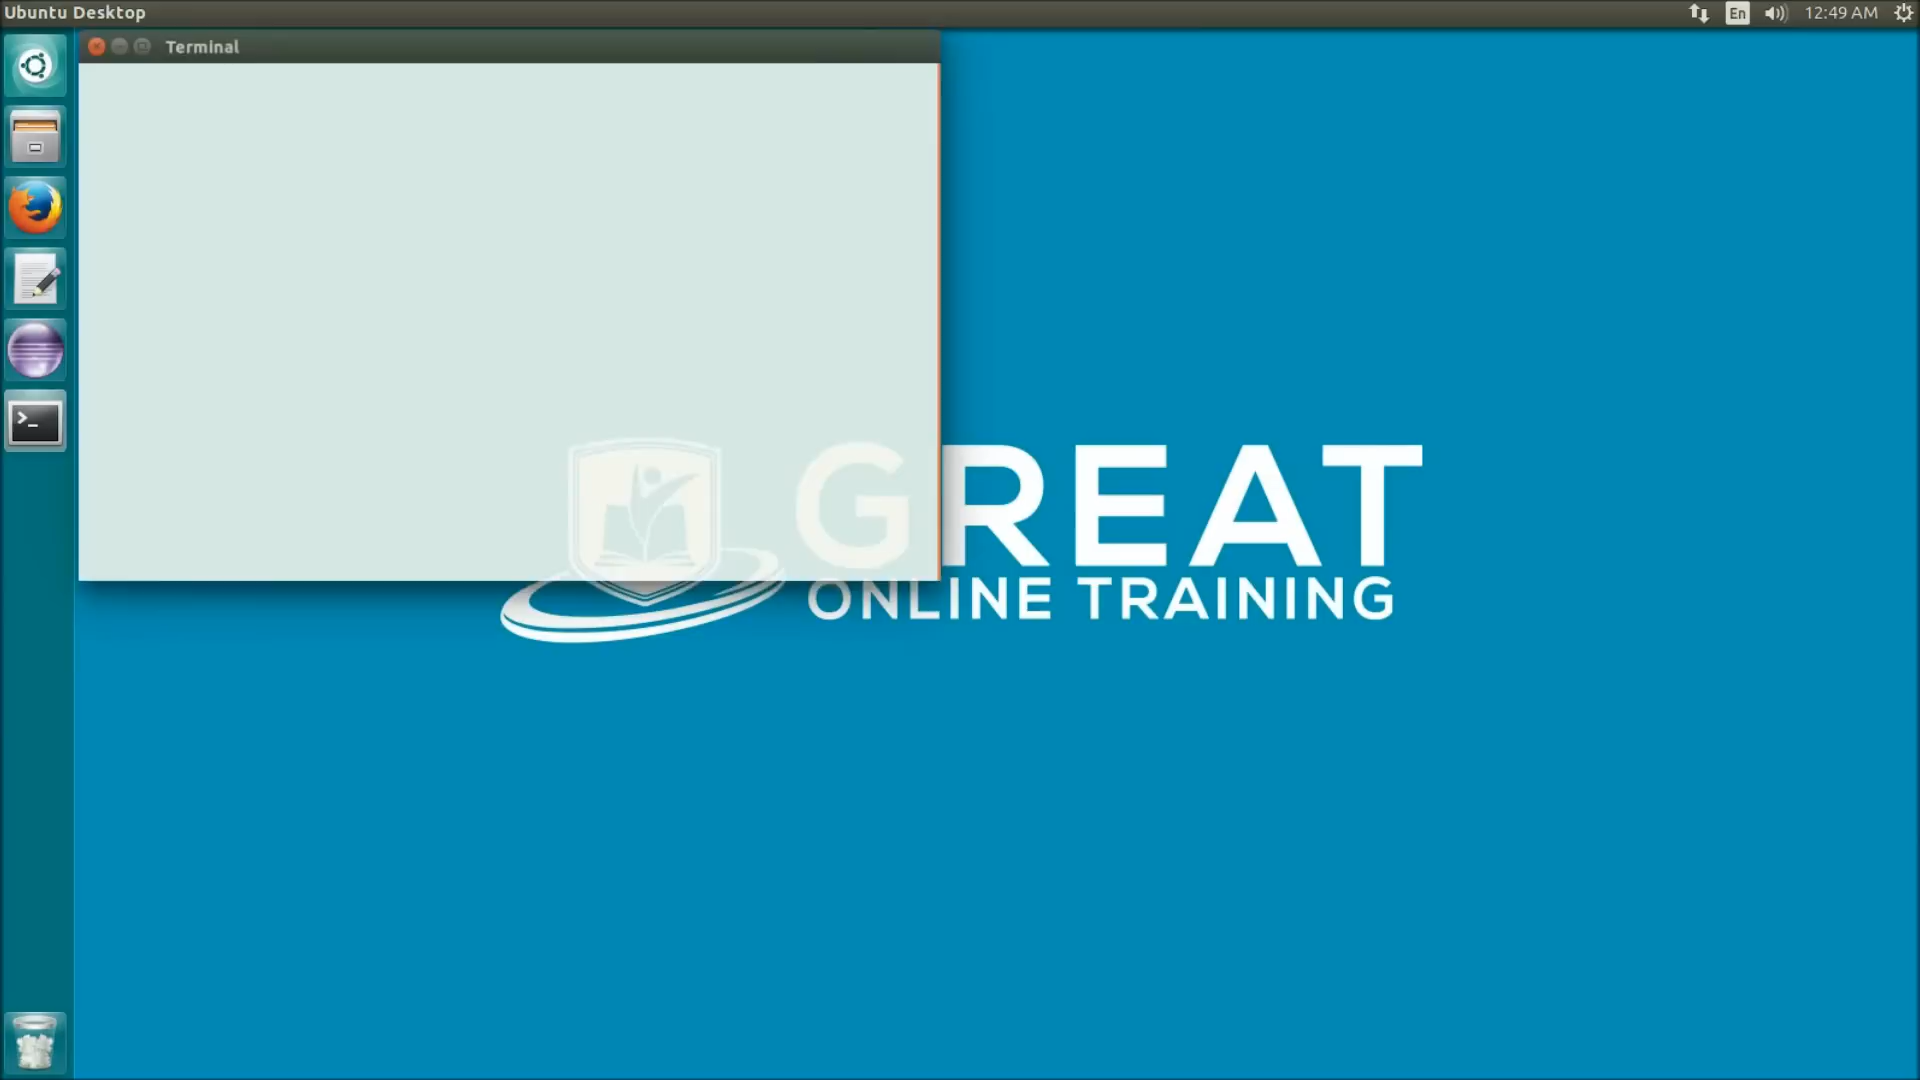 Ubuntu Desktop
En
12:49 AM
Terminal
>_
GREAT
ONLINE TRAINING